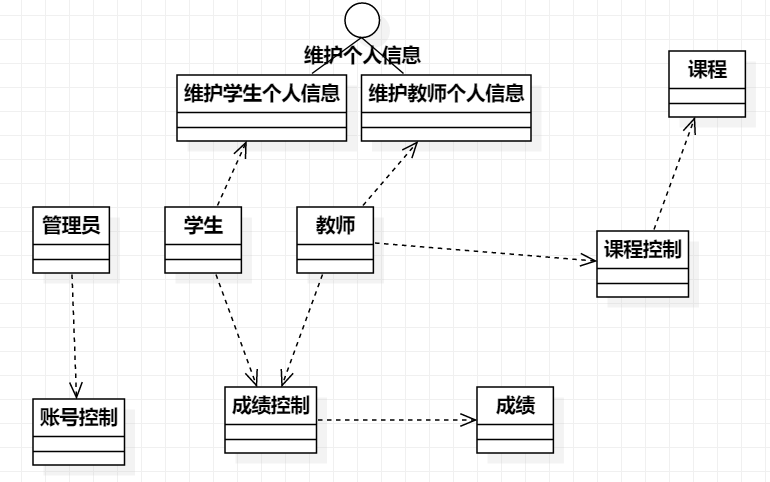 维护个人信息
课程
维护学生个人信息
维护教师个人信息
管理员
学生
教师
课程控制
账号控制
成绩控制
成绩